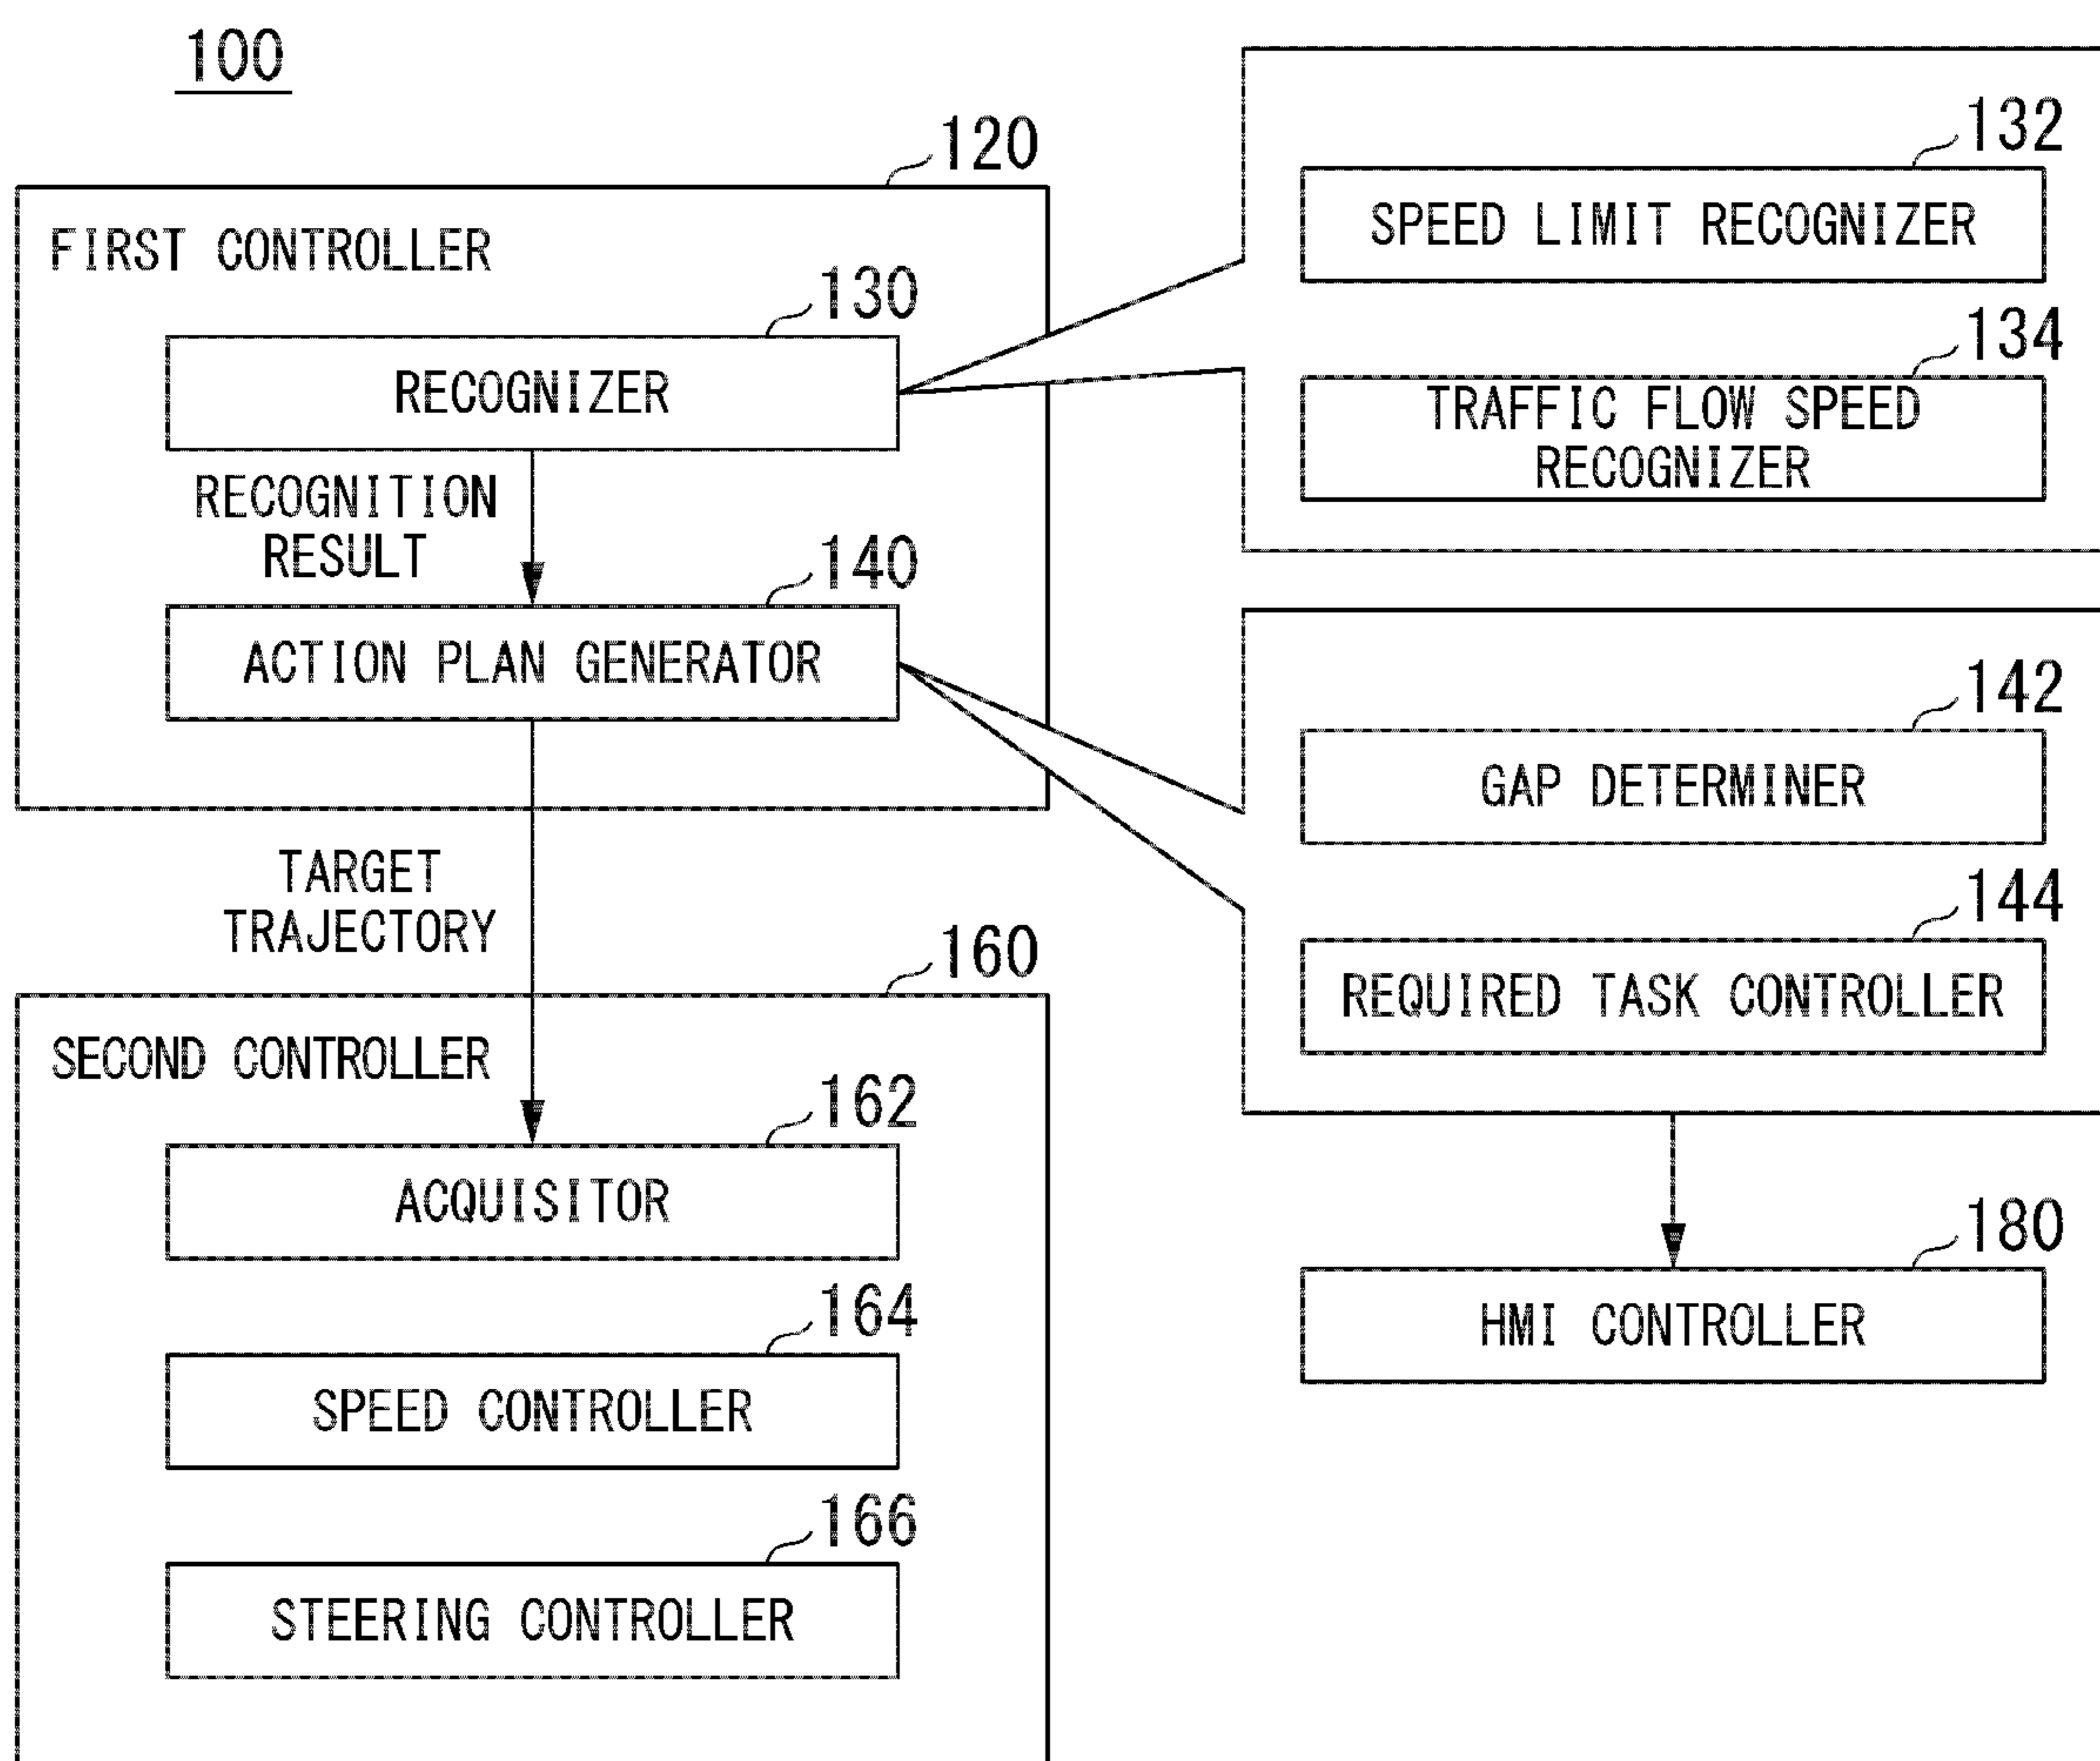 100
120
FIRST CONTROLLER
130
RECOGNIZER
RECOGNITION
RESULT
140
ACTION PLAN GENERATOR
TARGET
TRAJECTORY
160
SECOND CONTROLLER
162
ACQUISITOR
164
SPEED CONTROLLER
166
STEERING CONTROLLER
132
SPEED LIMIT RECOGNIZER
134
TRAFFIC FLOW SPEED
RECOGNIZER
142
GAP DETERMINER
144
REQUIRED TASK CONTROLLER
180
HMI CONTROLLER